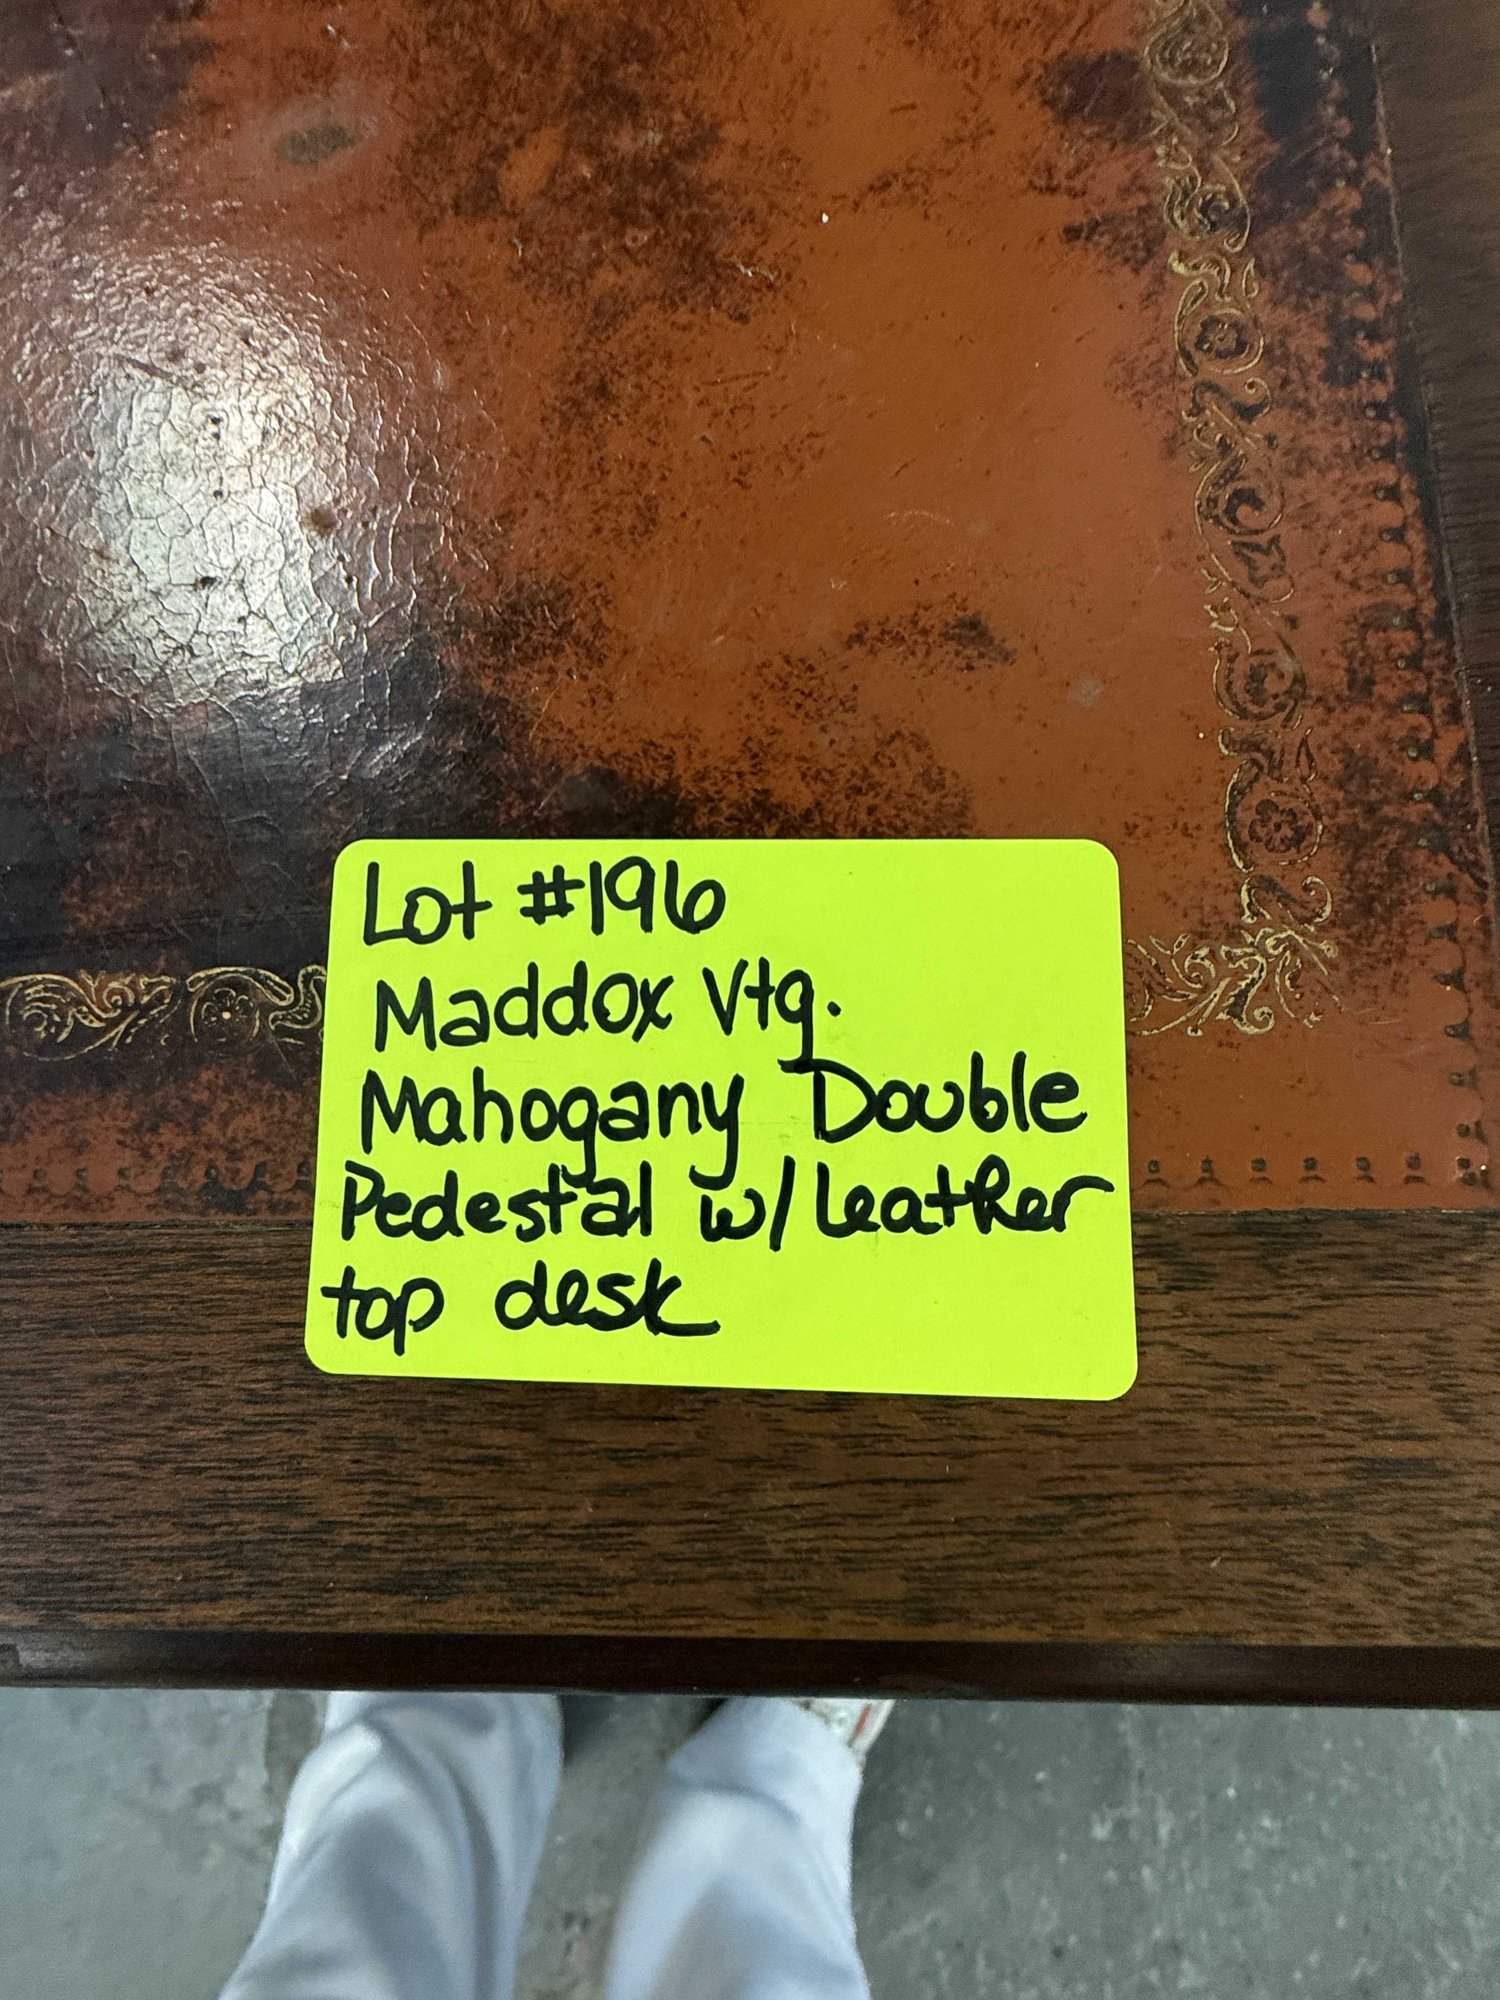 Lot #196
Maddox Vtg.
Mahogany Double
Pedestal w/ leather
top desk